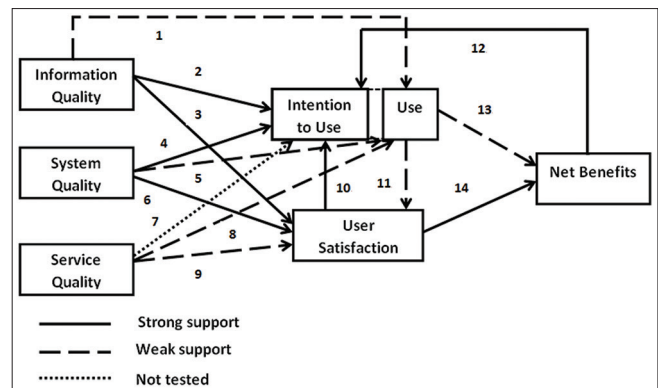 1
2
12
Information
Quality
Intention
to Use
Use
3
13
4
System
Quality
5
10
11
14
Net Benefits
6
7
8
User
Satisfaction
Service
Quality
9
Strong support
Weak support
Not tested